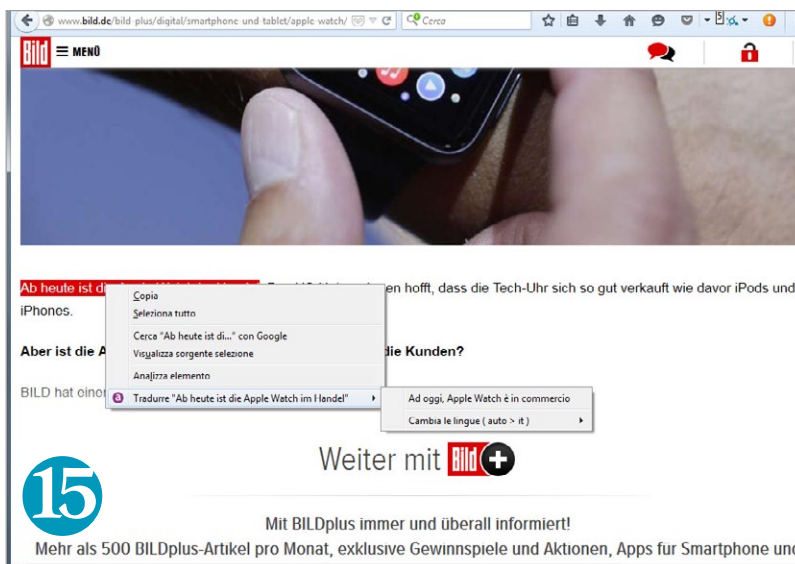 www.bild.de/bild-plus/digital/smartphone-und-tablet/apple-watch/
Cerca
5
Bild MENÜ
Ab heute ist di
en hofft, dass die Tech-Uhr sich so gut verkauft wie davor iPods und
iPhones.
Copia
Seleziona tutto
Cerca "Ab heute ist di..." con Google
Visualizza sorgente selezione
Analizza elemento
a Tradurre "Ab heute ist die Apple Watch im Handel"
Ad oggi, Apple Watch è in commercio
Cambia le lingue ( auto > it )
Aber ist die A
die Kunden?
BILD hat einer
Weiter mit Bild +
15
Mit BILDplus immer und überall informiert!
Mehr als 500 BILDplus-Artikel pro Monat, exklusive Gewinnspiele und Aktionen, Apps für Smartphone und